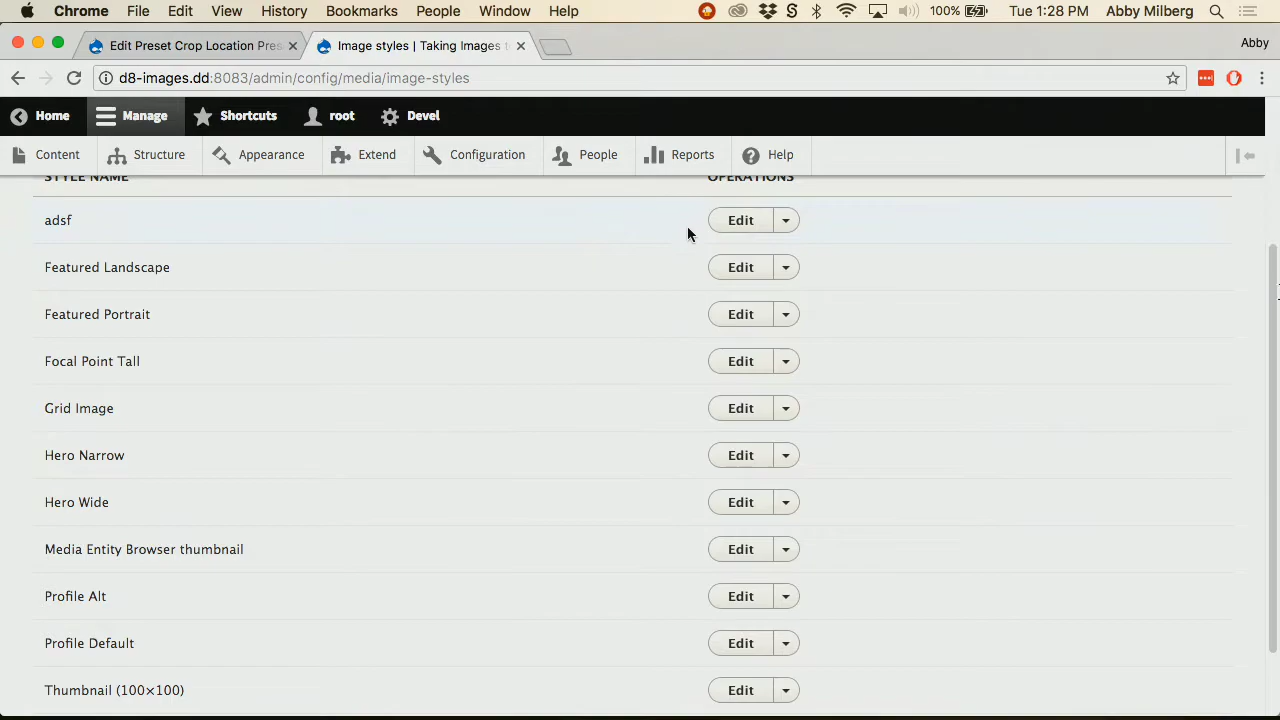 Chrome File Edit View History Bookmarks People Window Help 100% Tue 1:28 PM Abby Milberg
Edit Preset Crop Location Pres Image styles | Taking Images t Abby
d8-images.dd:8083/admin/config/media/image-styles
Home Manage Shortcuts root Devel
Content Structure Appearance Extend Configuration People Reports Help
STYLE NAME OPERATIONS
adsf Edit
Featured Landscape Edit
Featured Portrait Edit
Focal Point Tall Edit
Grid Image Edit
Hero Narrow Edit
Hero Wide Edit
Media Entity Browser thumbnail Edit
Profile Alt Edit
Profile Default Edit
Thumbnail (100×100) Edit